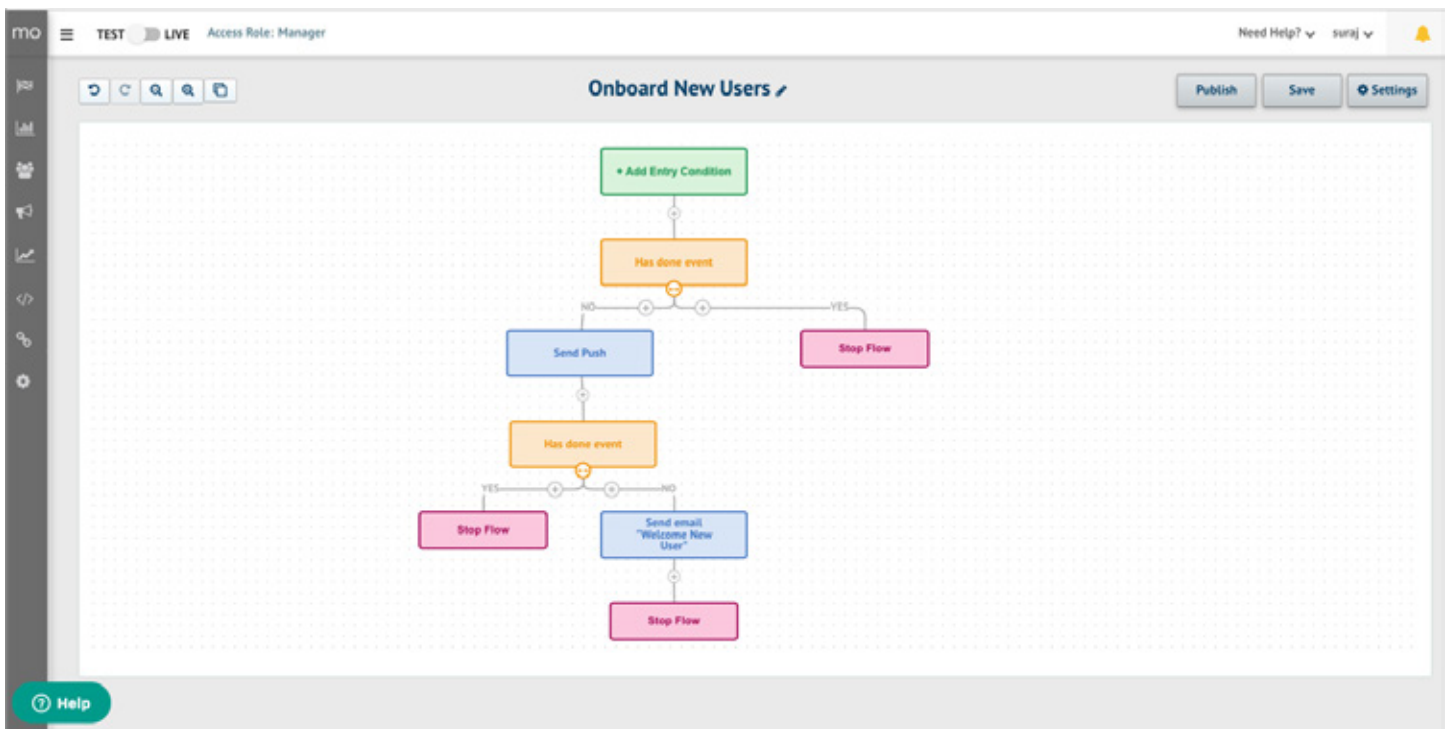 mo
TEST LIVE Access Role: Manager
Need Help? suraj
Onboard New Users
Publish
Save
Settings
+ Add Entry Condition
Has done event
NO
YES
Send Push
Stop Flow
Has done event
YES
NO
Stop Flow
Send email
"Welcome New
User"
Stop Flow
? Help